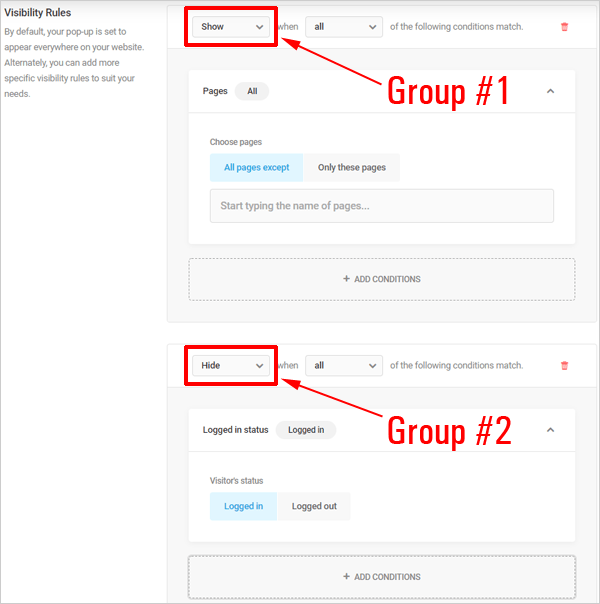 Visibility Rules
By default, your pop-up is set to
appear everywhere on your website.
Alternately, you can add more
specific visibility rules to suit your
needs.
Show when all of the following conditions match.
Group #1
Pages All
Choose pages
All pages except Only these pages
Start typing the name of pages...
+ ADD CONDITIONS
Hide when all of the following conditions match.
Group #2
Logged in status Logged in
Visitor's status
Logged in Logged out
+ ADD CONDITIONS